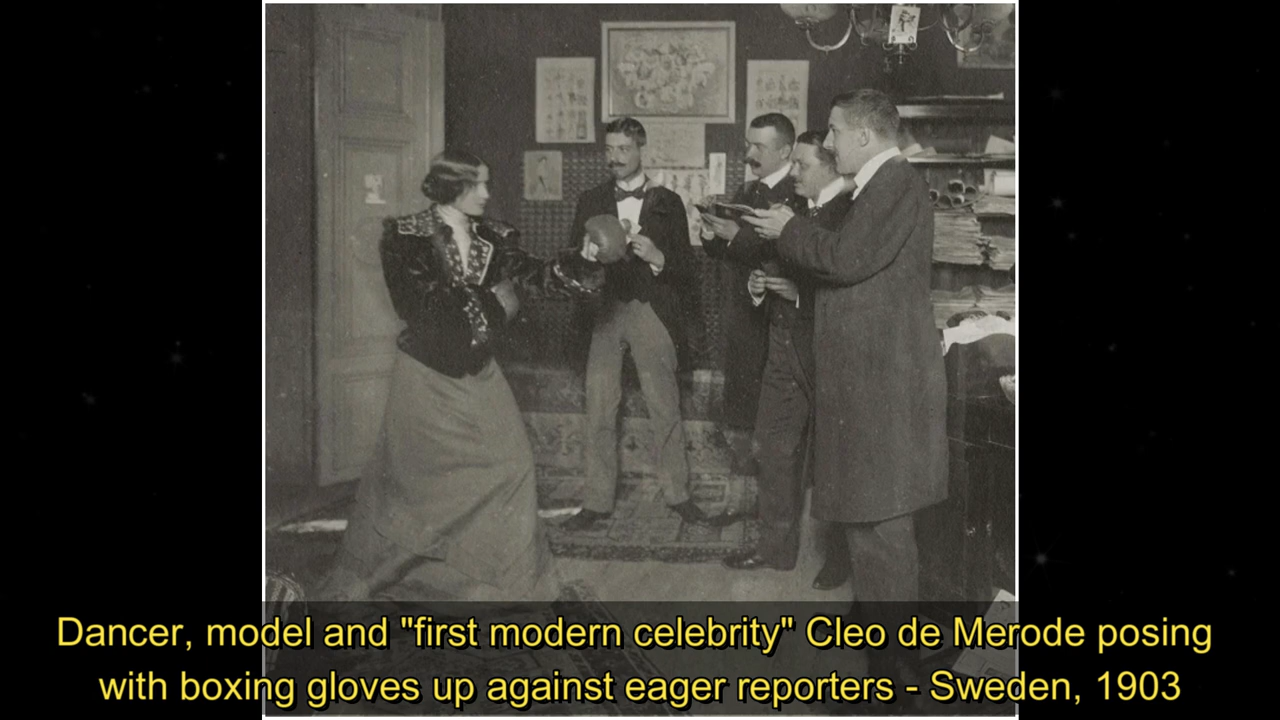 Dancer, model and "first modern celebrity" Cleo de Merode posing
with boxing gloves up against eager reporters - Sweden, 1903